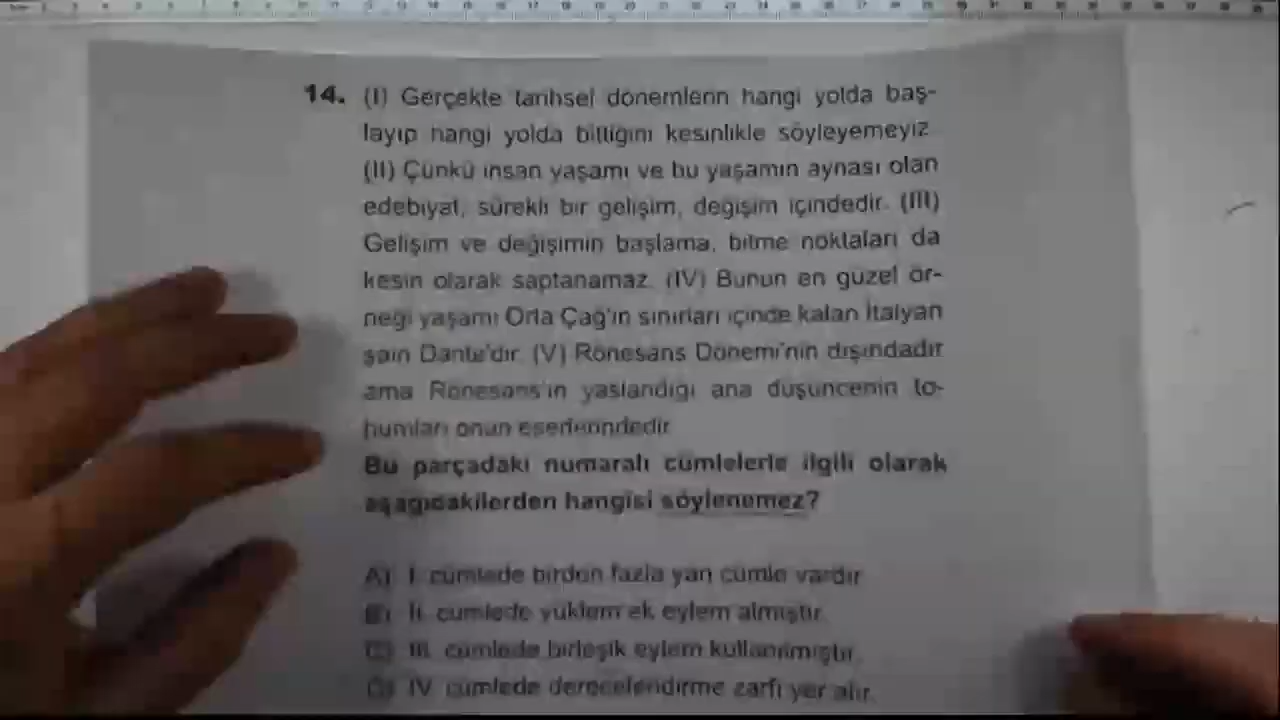 14. (I) Gerçekte tarihsel dönemlerin hangi yolda baş-
layıp hangi yolda bittiğini kesinlikle söyleyemeyiz.
(II) Çünkü insan yaşamı ve bu yaşamın aynası olan
edebiyat, sürekli bir gelişim, değişim içindedir. (III)
Gelişim ve değişimin başlama, bitme noktaları da
kesin olarak saptanamaz. (IV) Bunun en güzel ör-
neği yaşamı Orta Çağ'ın sınırları içinde kalan İtalyan
şairi Dante'dir. (V) Rönesans Dönemi'nin dışındadır
ama Rönesans'ın yaslandığı ana düşüncenin to-
humları onun eserlerindedir.
Bu parçadaki numaralı cümlelerle ilgili olarak
aşağıdakilerden hangisi söylenemez?
A) I. cümlede birden fazla yan cümle vardır.
B) II. cümlede yüklem ek eylem almıştır.
C) III. cümlede birleşik eylem kullanılmıştır.
D) IV. cümlede derecelendirme zarfı yer alır.